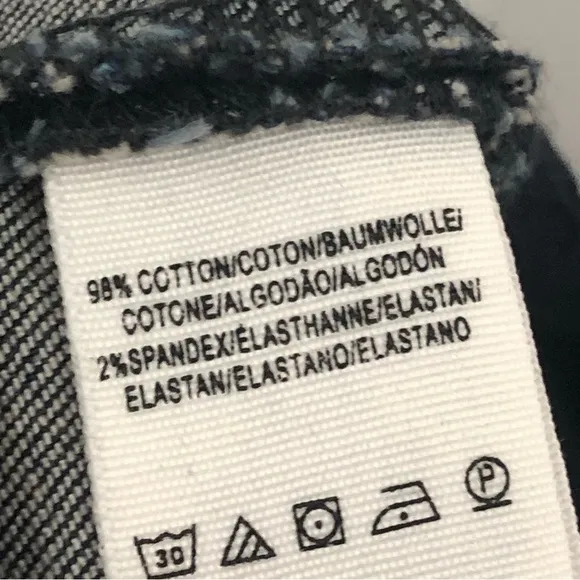 98% COTTON/COTON/BAUMWOLLE/
COTONE/ALGODÃO/ALGODÓN
2%SPANDEX/ÉLASTHANNE/ELASTAN/
ELASTAN/ELASTANO/ELASTANO
30 P